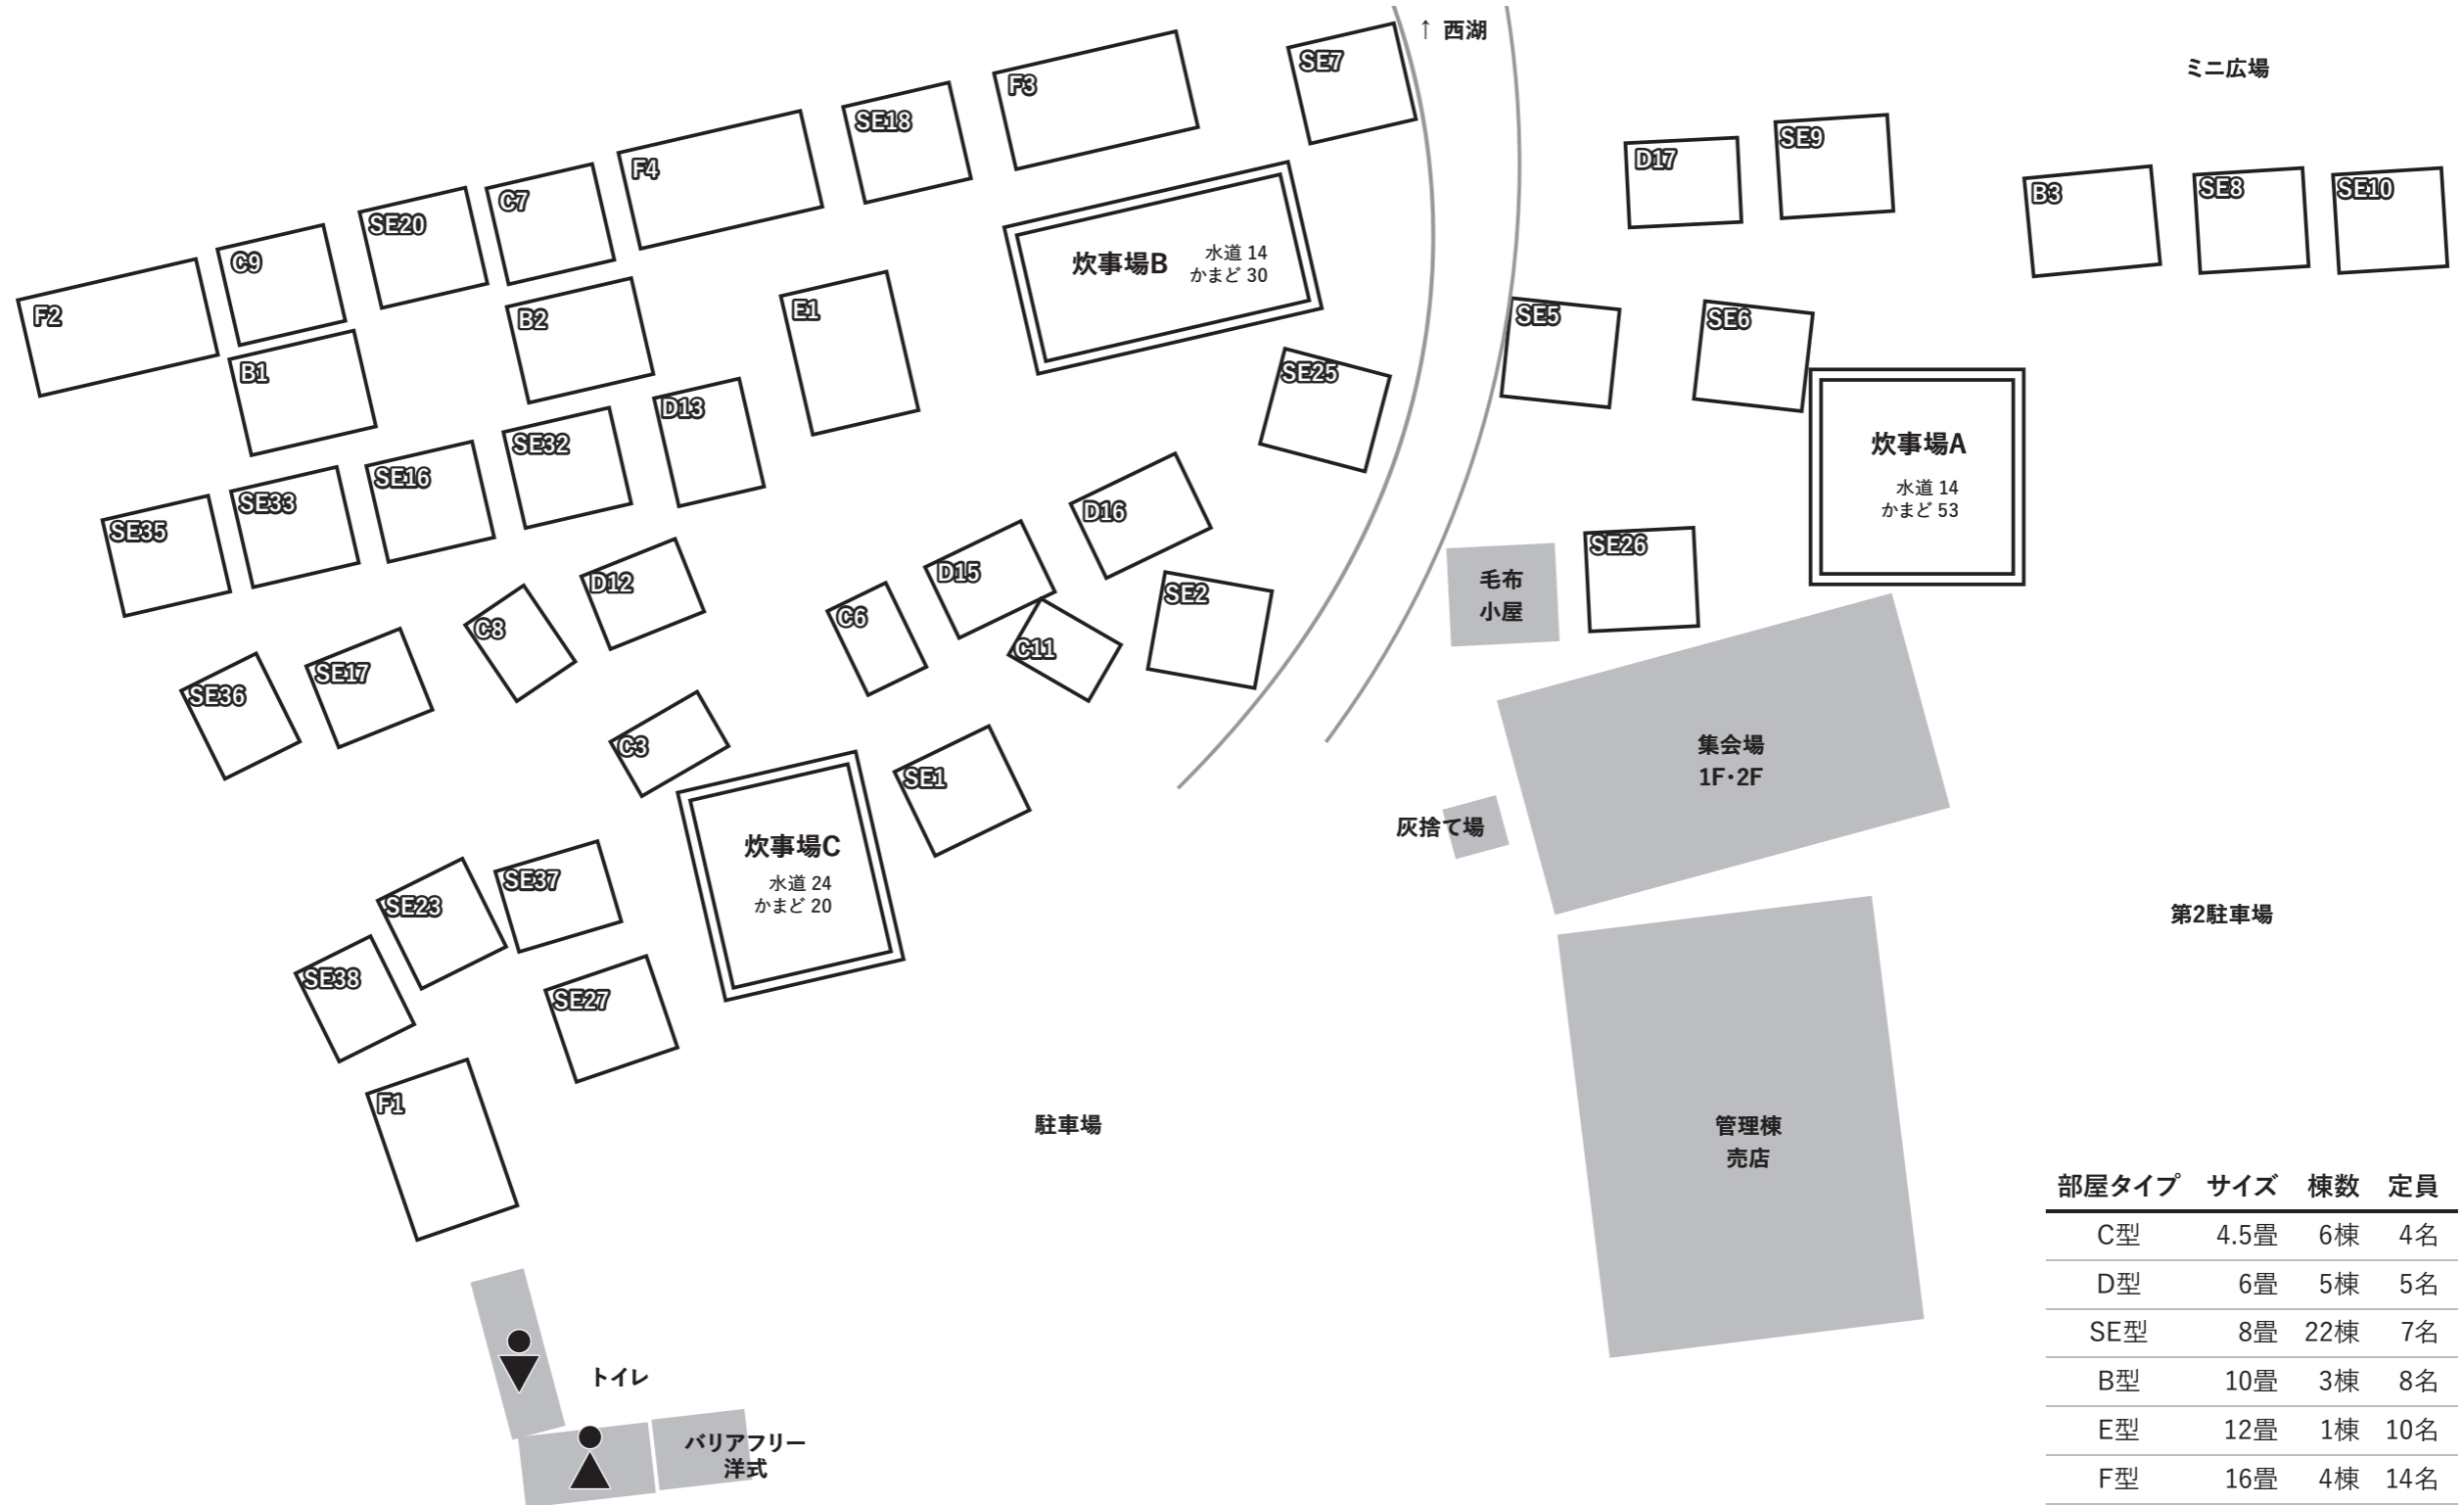 ↑ 西湖
ミニ広場
F3
SE7
SE18
F4
C7
SE20
C9
F2
D17
SE9
B3
SE8
SE10
炊事場B
水道 14
かまど 30
B1
B2
E1
SE5
SE6
SE25
D13
SE32
SE16
SE33
SE35
炊事場A
水道 14
かまど 53
D16
D15
D12
C6
C8
C11
SE2
毛布
小屋
SE26
SE36
SE17
C3
SE1
集会場
1F・2F
灰捨て場
炊事場C
水道 24
かまど 20
SE37
SE23
SE38
SE27
第2駐車場
F1
駐車場
管理棟
売店
トイレ
バリアフリー
洋式
部屋タイプ サイズ 棟数 定員
C型 4.5畳 6棟 4名
D型 6畳 5棟 5名
SE型 8畳 22棟 7名
B型 10畳 3棟 8名
E型 12畳 1棟 10名
F型 16畳 4棟 14名